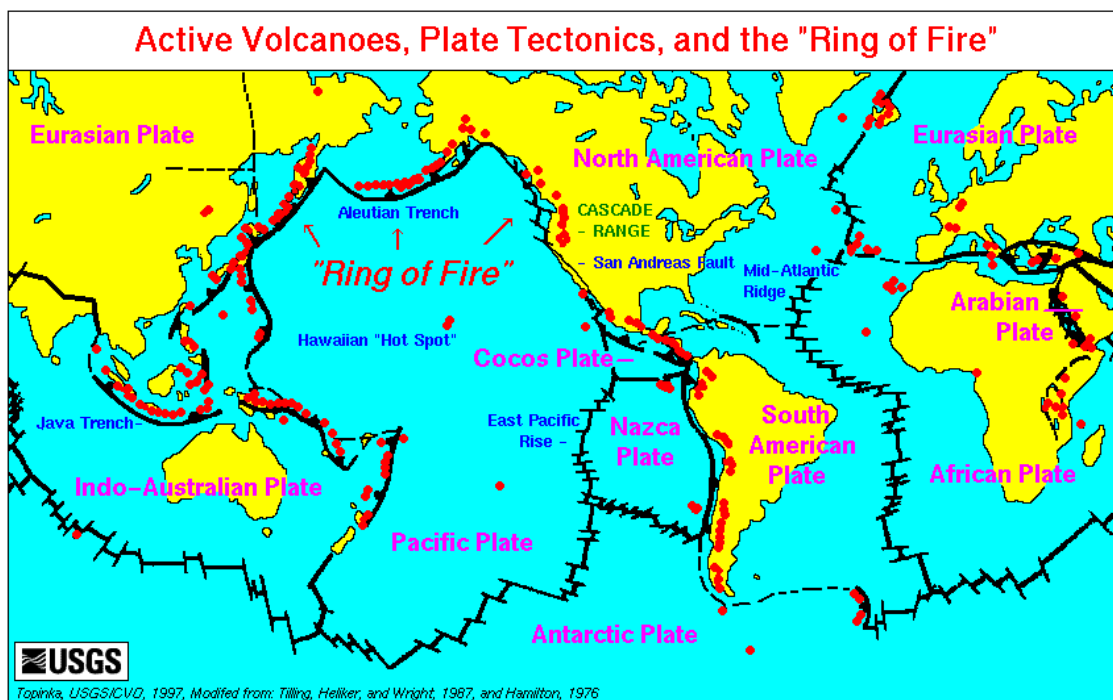 Active Volcanoes, Plate Tectonics, and the "Ring of Fire"
Eurasian Plate
Eurasian Plate
North American Plate
Aleutian Trench
CASCADE
- RANGE
"Ring of Fire"
- San Andreas Fault
Mid-Atlantic
Ridge
Arabian
Plate
Hawaiian "Hot Spot"
Cocos Plate
Java Trench-
East Pacific
Rise -
Nazca
Plate
South
American
Plate
Indo-Australian Plate
African Plate
Pacific Plate
Antarctic Plate
USGS
Topinka, USGS/CVO, 1997, Modifed from: Tilling, Heliker, and Wright, 1987, and Hamilton, 1976